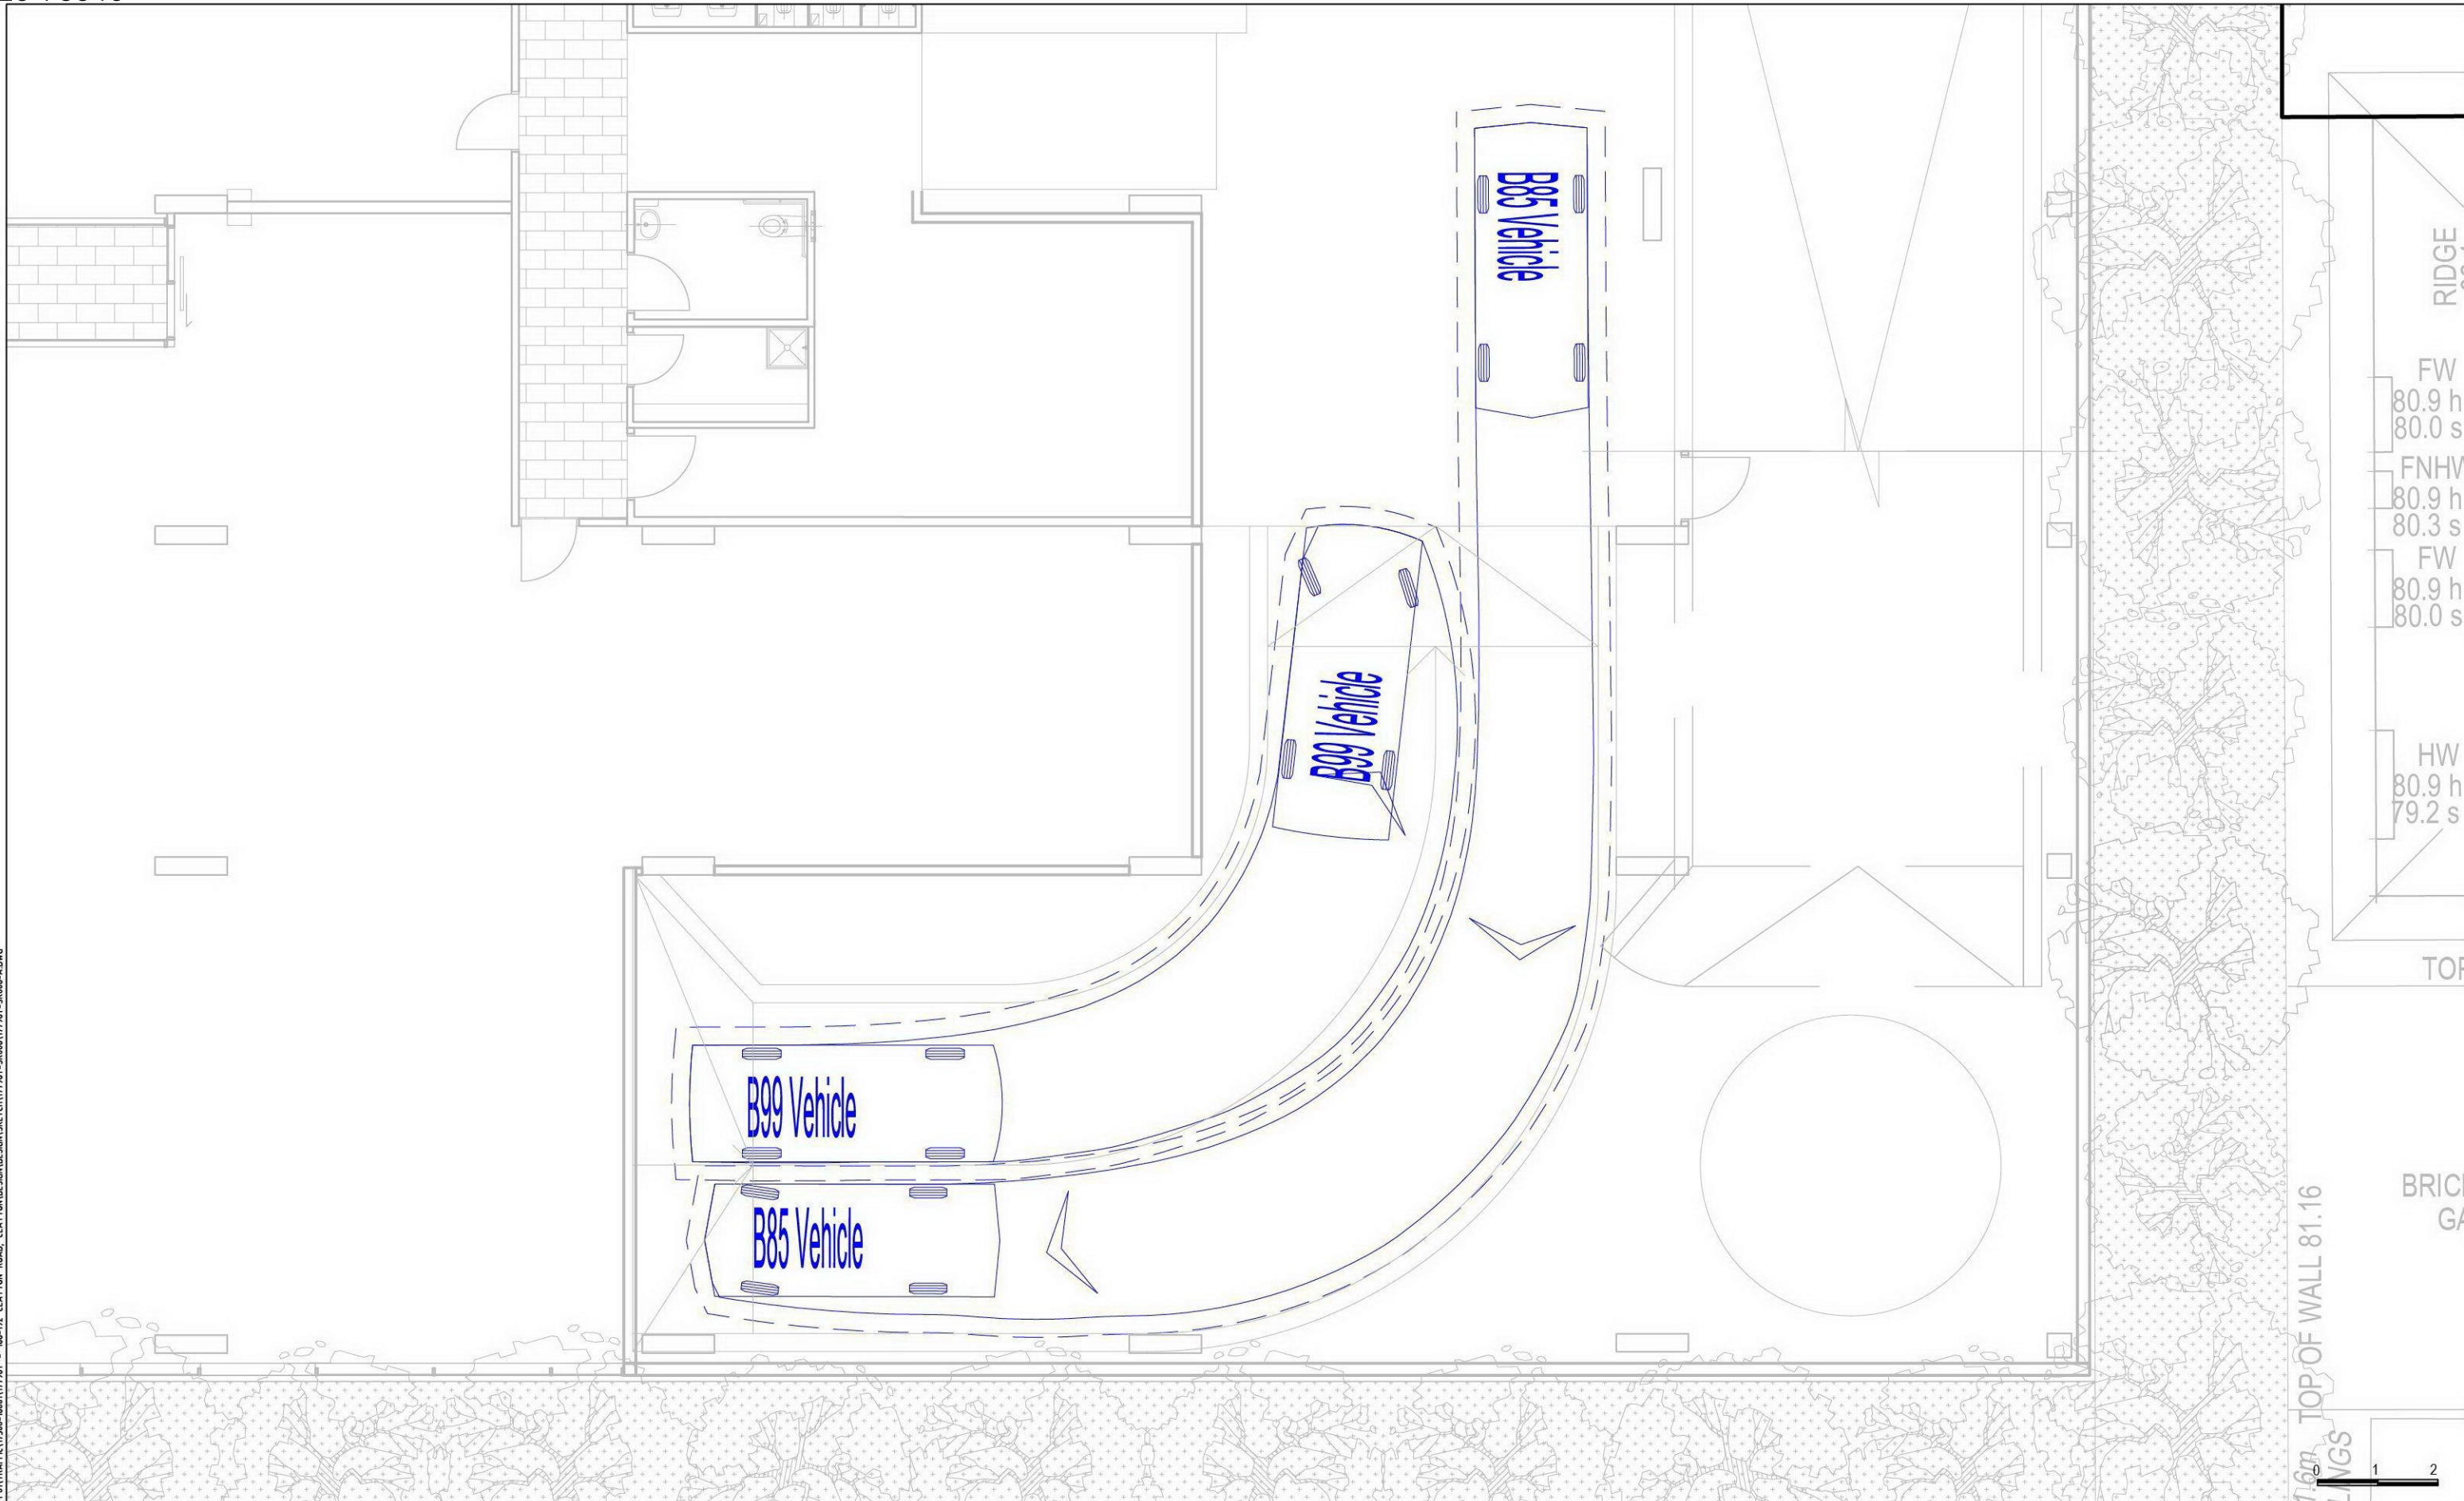 B85 Vehicle
B99 Vehicle
B99 Vehicle
B85 Vehicle
RIDGE
FW
80.9 h
80.0 s
FNHW
80.9 h
80.3 s
FW
80.9 h
80.0 s
HW
80.9 h
79.2 s
TOP OF WALL 81.16
0 1 2